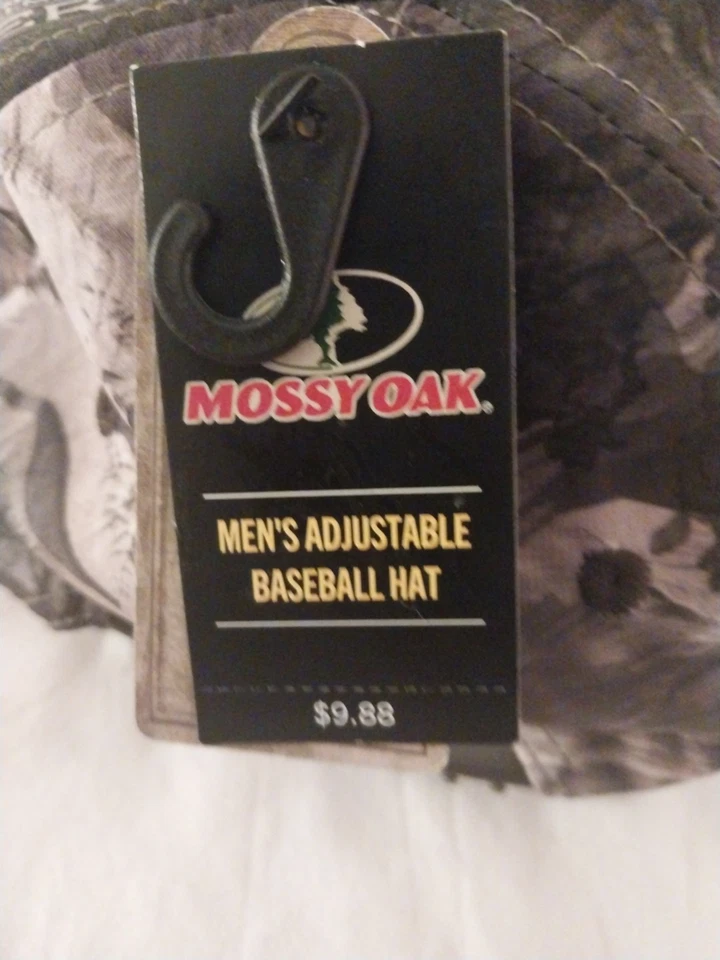 MOSSY OAK®
MEN'S ADJUSTABLE
BASEBALL HAT
$9.88